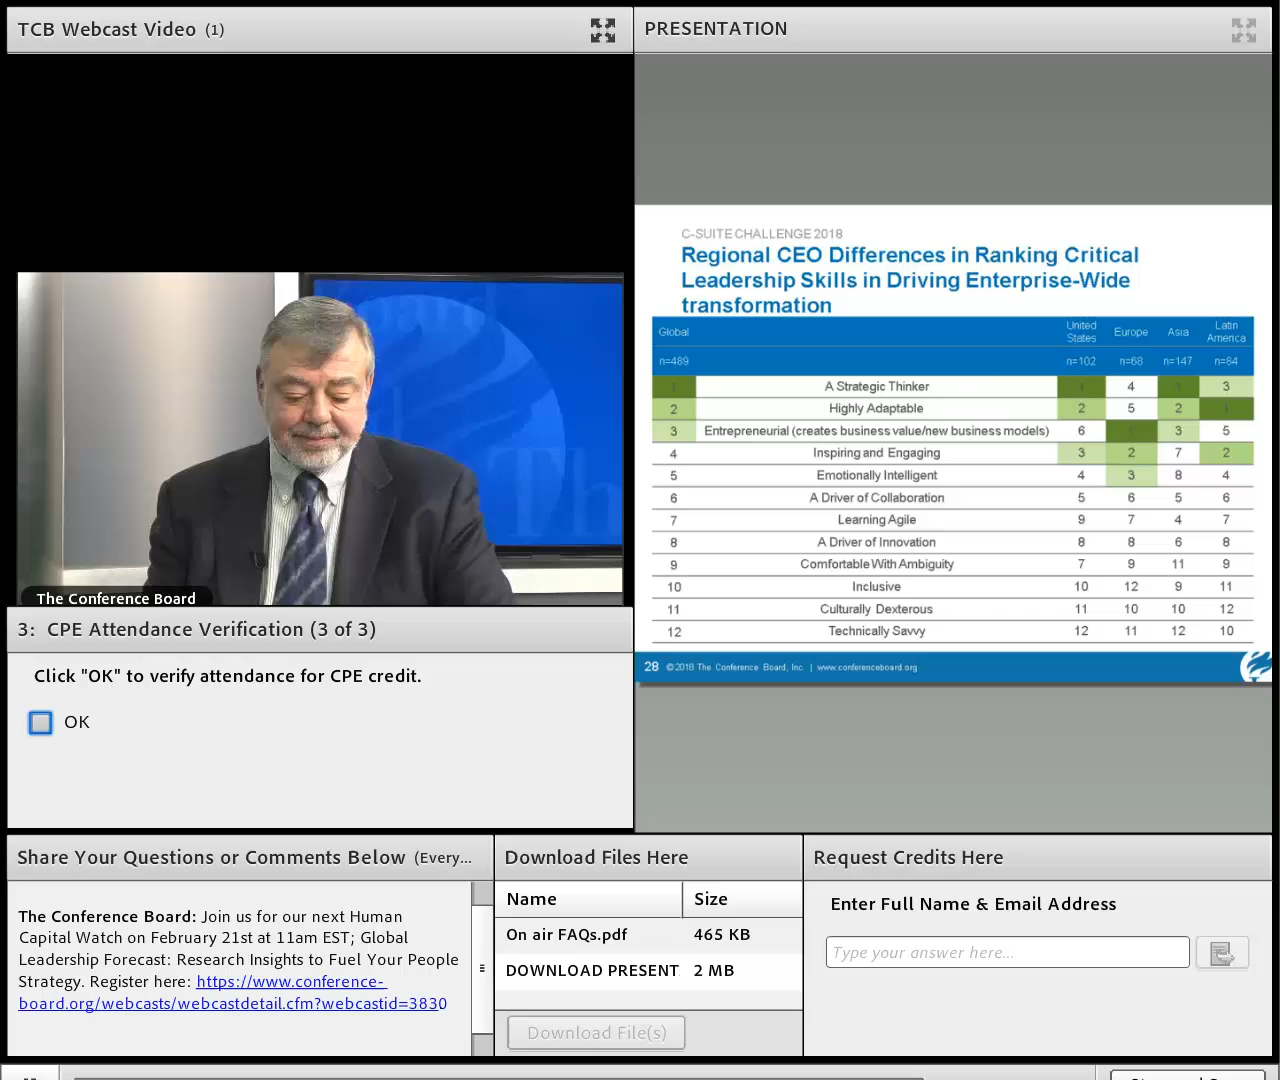 TCB Webcast Video (1)
PRESENTATION
The Conference Board
C-SUITE CHALLENGE 2018
Regional CEO Differences in Ranking Critical
Leadership Skills in Driving Enterprise-Wide
transformation
Global United States Europe Asia Latin America
n=489 n=102 n=68 n=147 n=84
1 A Strategic Thinker 1 4 1 3
2 Highly Adaptable 2 5 2 1
3 Entrepreneurial (creates business value/new business models) 6 1 3 5
4 Inspiring and Engaging 3 2 7 2
5 Emotionally Intelligent 4 3 8 4
6 A Driver of Collaboration 5 6 5 6
7 Learning Agile 9 7 4 7
8 A Driver of Innovation 8 8 6 8
9 Comfortable With Ambiguity 7 9 11 9
10 Inclusive 10 12 9 11
11 Culturally Dexterous 11 10 10 12
12 Technically Savvy 12 11 12 10
28 ©2018 The Conference Board, Inc | www.conferenceboard.org
3: CPE Attendance Verification (3 of 3)
Click "OK" to verify attendance for CPE credit.
OK
Share Your Questions or Comments Below (Every...
The Conference Board: Join us for our next Human
Capital Watch on February 21st at 11am EST; Global
Leadership Forecast: Research Insights to Fuel Your People
Strategy. Register here: https://www.conference-
board.org/webcasts/webcastdetail.cfm?webcastid=3830
Download Files Here
Name Size
On air FAQs.pdf 465 KB
DOWNLOAD PRESENT 2 MB
Download File(s)
Request Credits Here
Enter Full Name & Email Address
Type your answer here...